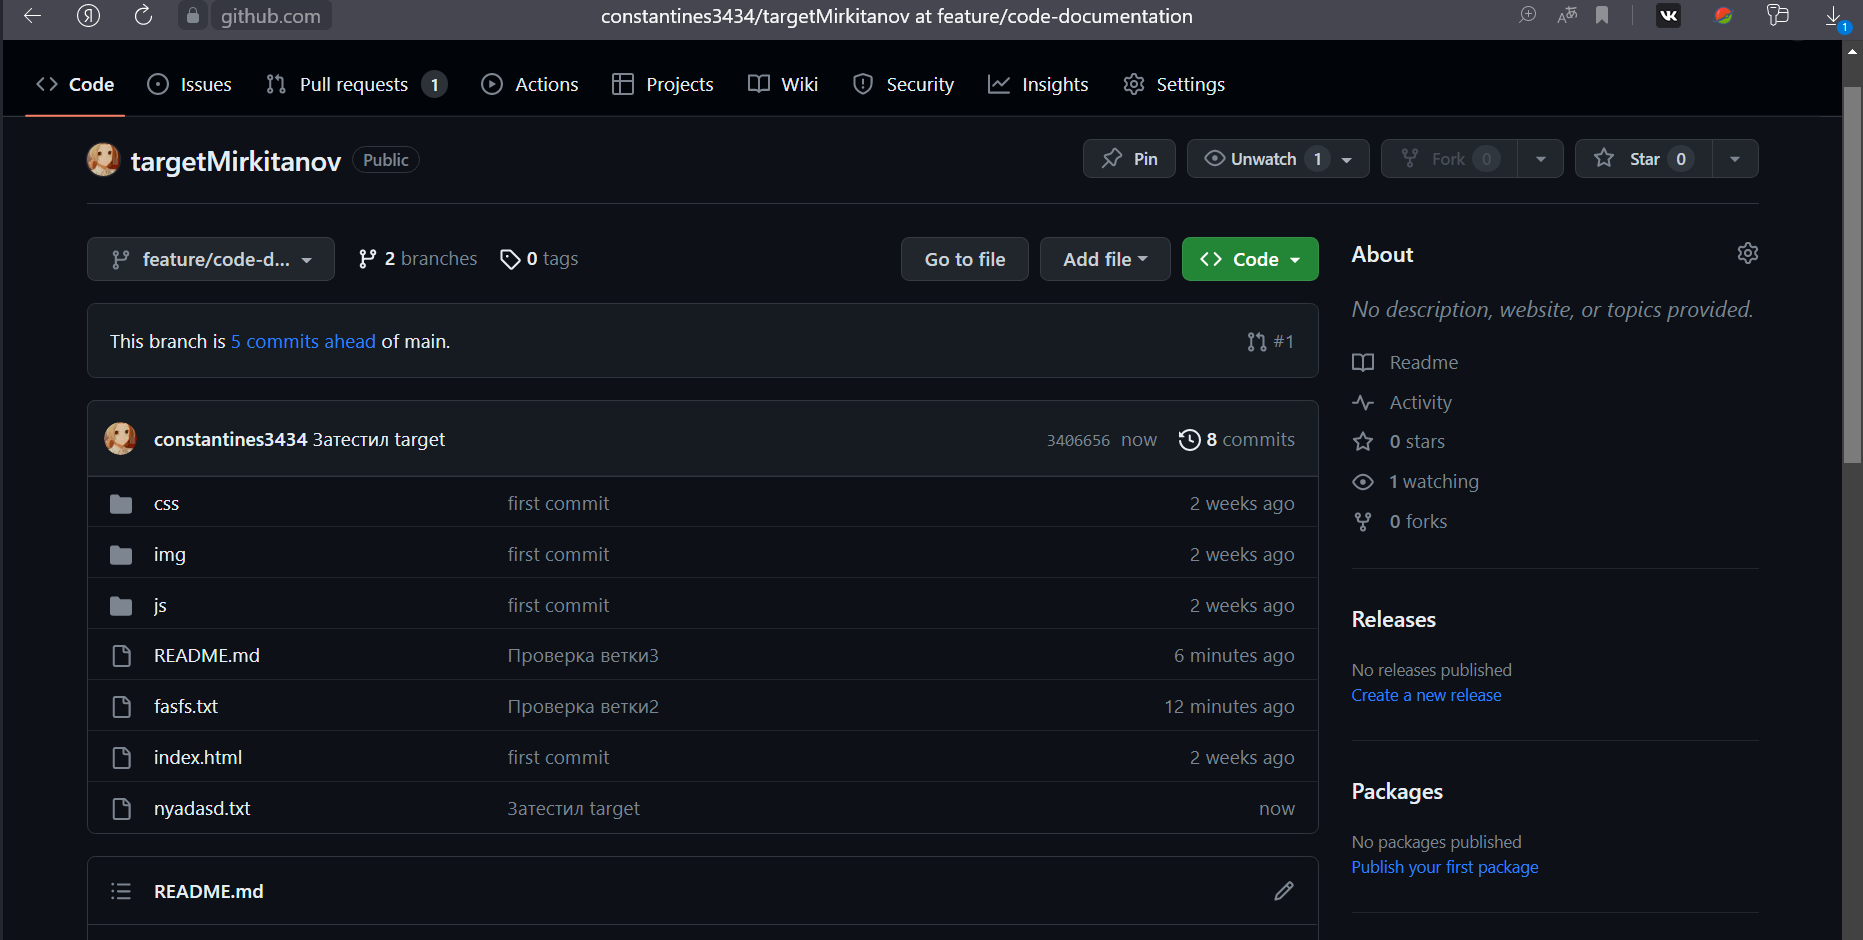 github.com
constantines3434/targetMirkitanov at feature/code-documentation
1
Code
Issues
Pull requests 1
Actions
Projects
Wiki
Security
Insights
Settings
targetMirkitanov Public
Pin
Unwatch 1
Fork 0
Star 0
feature/code-d...
2 branches
0 tags
Go to file
Add file
Code
This branch is 5 commits ahead of main.
#1
constantines3434 Затестил target
3406656 now
8 commits
css first commit 2 weeks ago
img first commit 2 weeks ago
js first commit 2 weeks ago
README.md Проверка ветки3 6 minutes ago
fasfs.txt Проверка ветки2 12 minutes ago
index.html first commit 2 weeks ago
nyadasd.txt Затестил target now
README.md
About
No description, website, or topics provided.
Readme
Activity
0 stars
1 watching
0 forks
Releases
No releases published
Create a new release
Packages
No packages published
Publish your first package